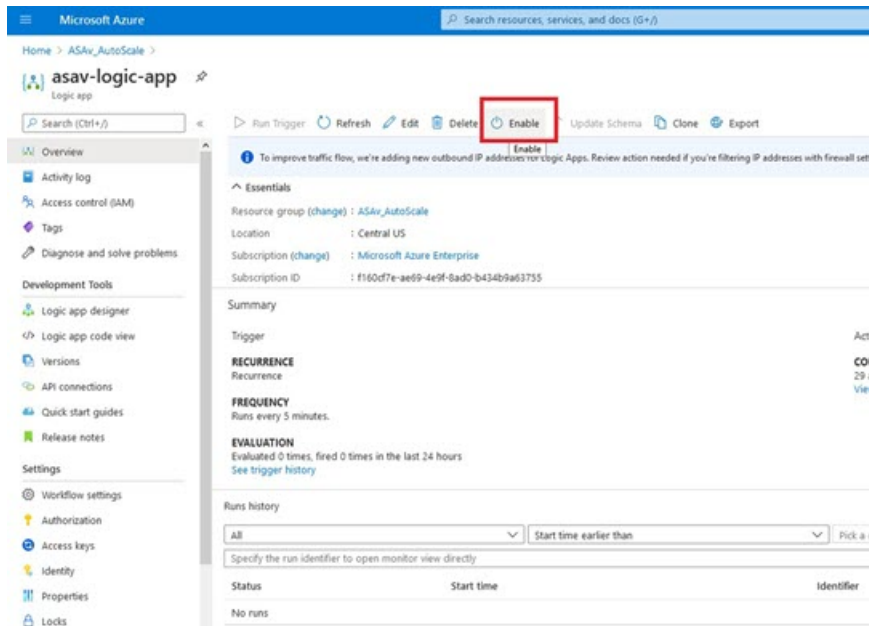 Microsoft Azure
Search resources, services, and docs (G+/)
Home > ASAv_AutoScale >
asav-logic-app
Logic app
Search (Ctrl+/)
Run Trigger Refresh Edit Delete Enable Update Schema Clone Export
Enable
Overview
Activity log
Access control (IAM)
Tags
Diagnose and solve problems
Development Tools
Logic app designer
Logic app code view
Versions
API connections
Quick start guides
Release notes
Settings
Workflow settings
Authorization
Access keys
Identity
Properties
Locks
To improve traffic flow, we're adding new outbound IP addresses for Logic Apps. Review action needed if you're filtering IP addresses with firewall set
Essentials
Resource group (change) : ASAv_AutoScale
Location : Central US
Subscription (change) : Microsoft Azure Enterprise
Subscription ID : f160cf7e-ae69-4e9f-8ad0-b434b9a63755
Summary
Trigger
RECURRENCE
Recurrence
FREQUENCY
Runs every 5 minutes.
EVALUATION
Evaluated 0 times, fired 0 times in the last 24 hours
See trigger history
Act
COU
29
Vie
Runs history
All Start time earlier than Pick a
Specify the run identifier to open monitor view directly
Status Start time Identifier
No runs